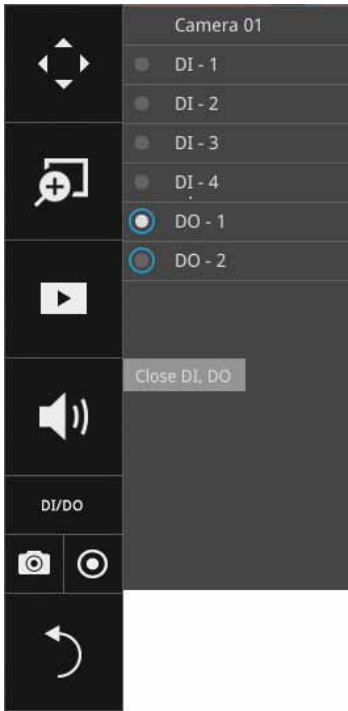 Camera 01
DI - 1
DI - 2
DI - 3
DI - 4
DO - 1
DO - 2
Close DI, DO
DI/DO